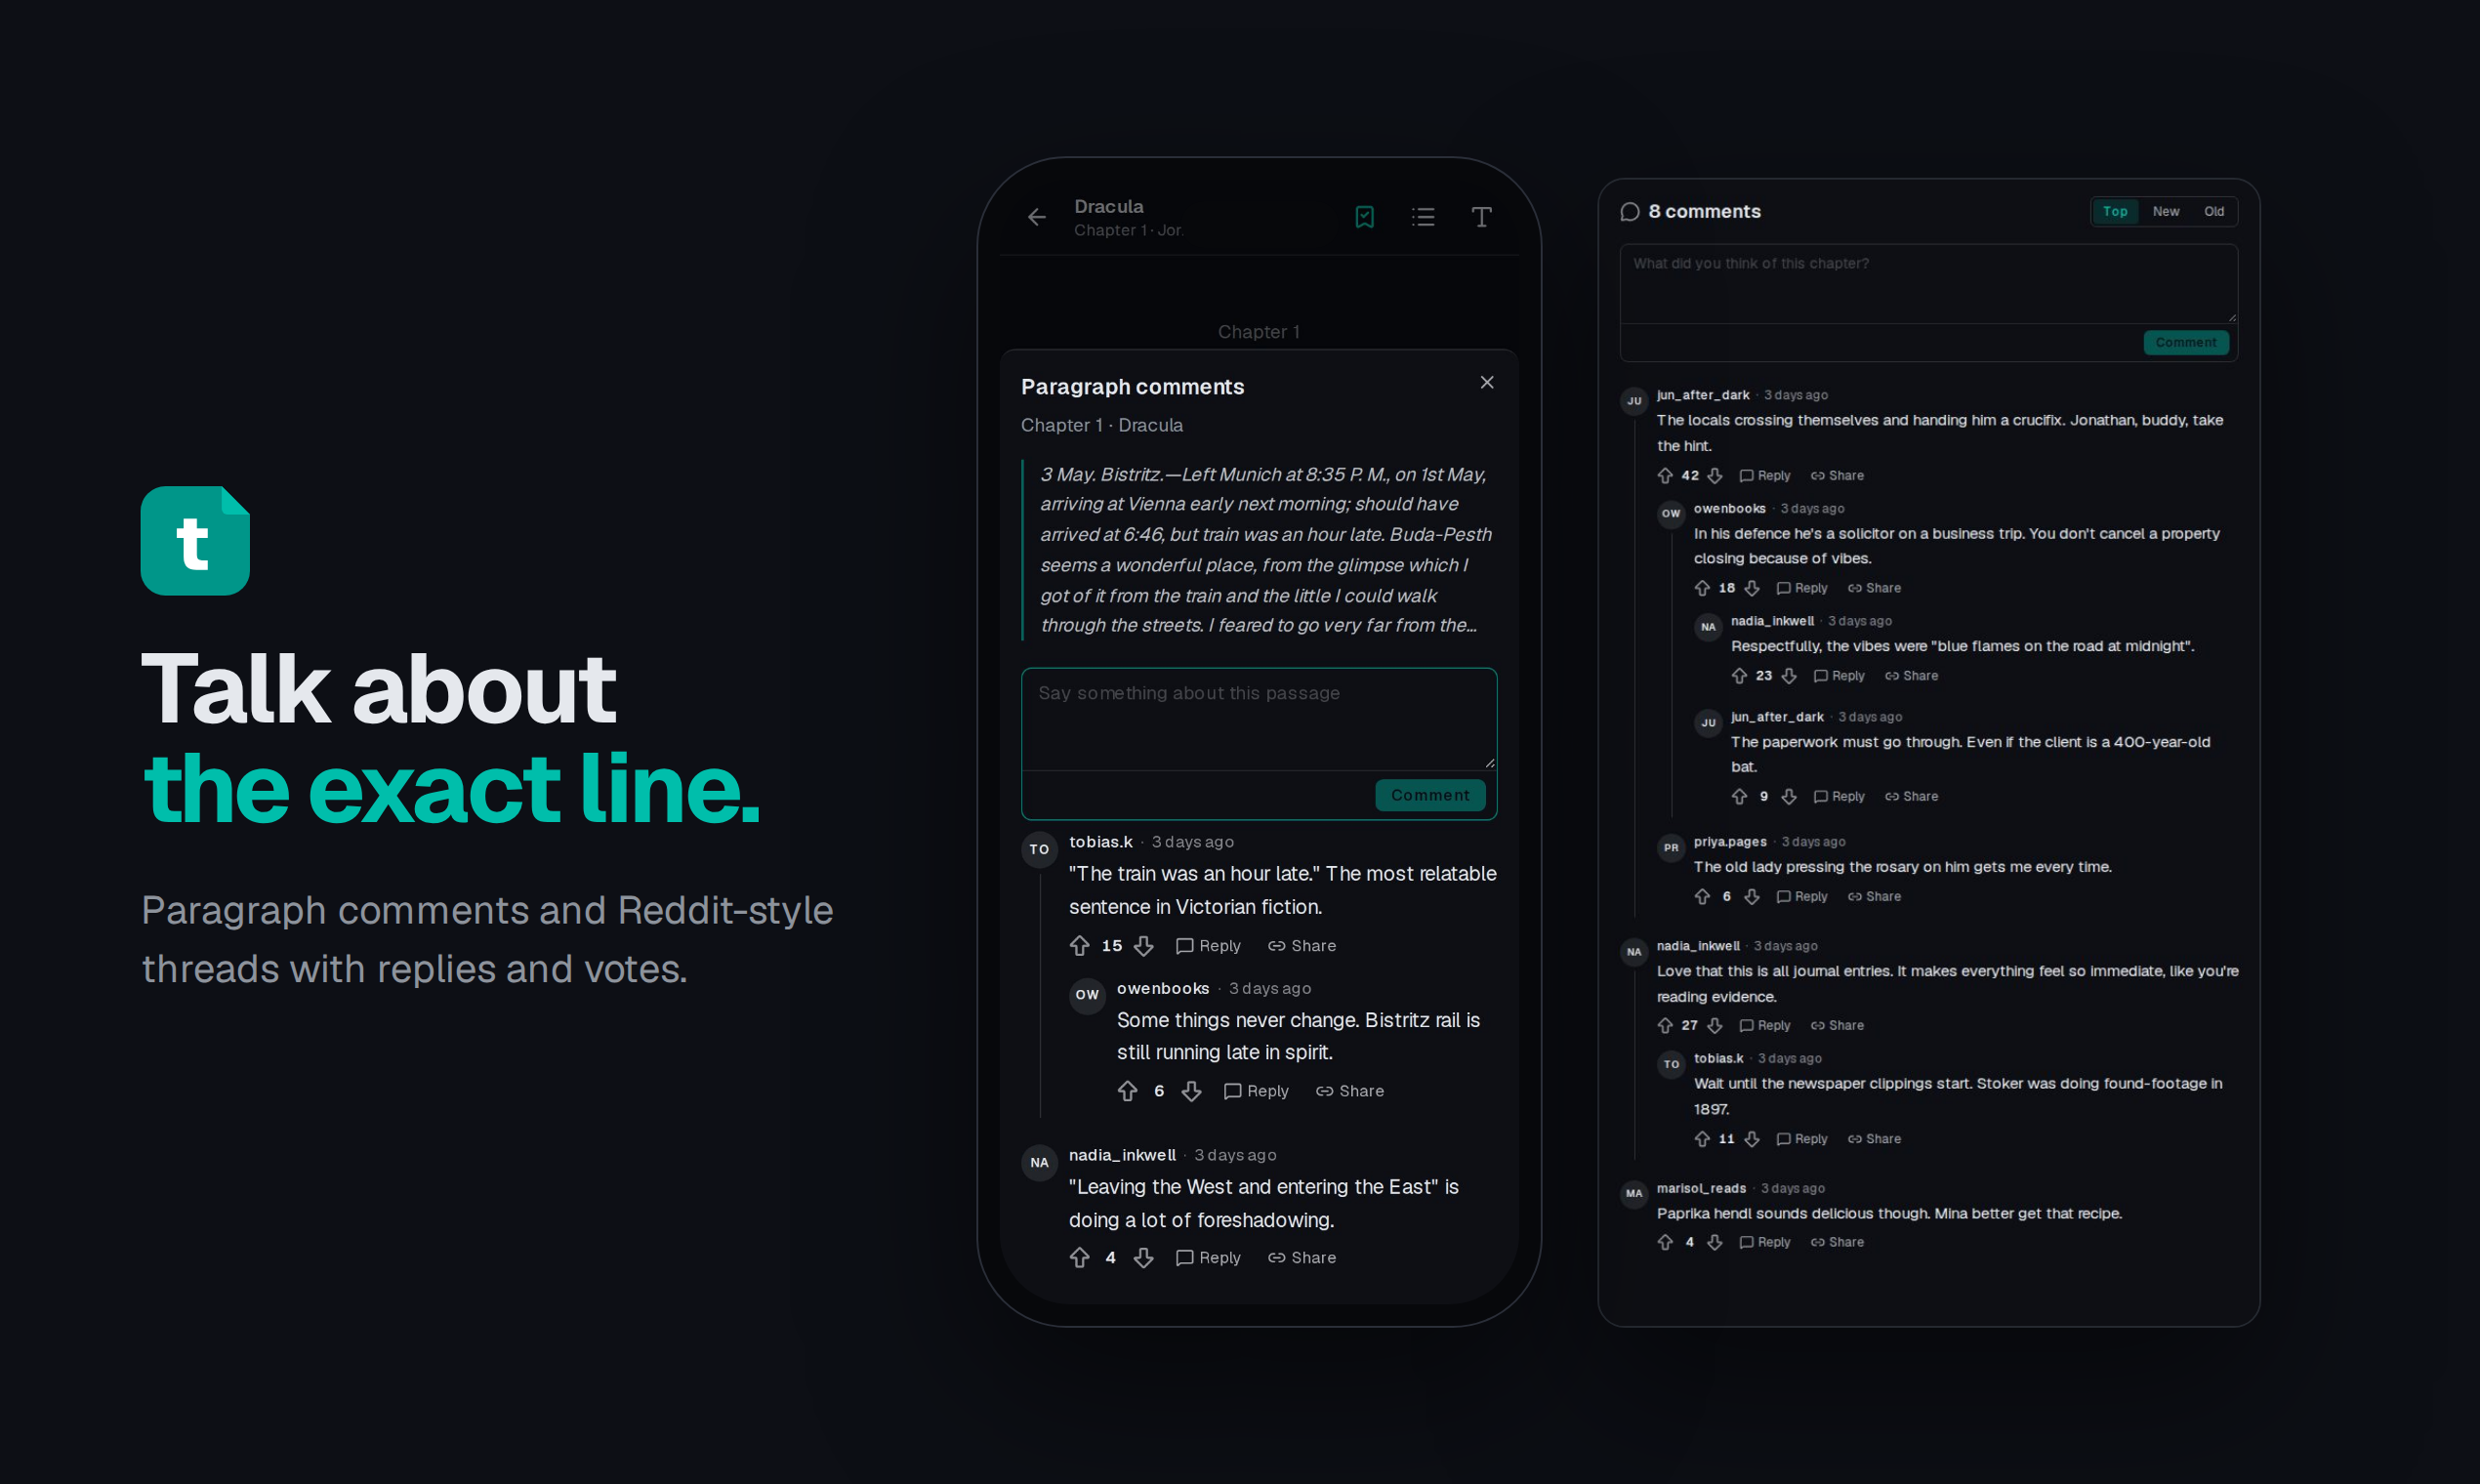 t
Talk about
the exact line.
Paragraph comments and Reddit-style
threads with replies and votes.
Dracula
Chapter 1 · Jor.
Chapter 1
Paragraph comments
Chapter 1 · Dracula
3 May. Bistritz.—Left Munich at 8:35 P. M., on 1st May,
arriving at Vienna early next morning; should have
arrived at 6:46, but train was an hour late. Buda-Pesth
seems a wonderful place, from the glimpse which I
got of it from the train and the little I could walk
through the streets. I feared to go very far from the...
Say something about this passage
Comment
TO
tobias.k · 3 days ago
"The train was an hour late." The most relatable
sentence in Victorian fiction.
15 Reply Share
OW
owenbooks · 3 days ago
Some things never change. Bistritz rail is
still running late in spirit.
6 Reply Share
NA
nadia_inkwell · 3 days ago
"Leaving the West and entering the East" is
doing a lot of foreshadowing.
4 Reply Share
8 comments
Top New Old
What did you think of this chapter?
Comment
JU
jun_after_dark · 3 days ago
The locals crossing themselves and handing him a crucifix. Jonathan, buddy, take
the hint.
42 Reply Share
OW
owenbooks · 3 days ago
In his defence he's a solicitor on a business trip. You don't cancel a property
closing because of vibes.
18 Reply Share
NA
nadia_inkwell · 3 days ago
Respectfully, the vibes were "blue flames on the road at midnight".
23 Reply Share
JU
jun_after_dark · 3 days ago
The paperwork must go through. Even if the client is a 400-year-old
bat.
9 Reply Share
PR
priya.pages · 3 days ago
The old lady pressing the rosary on him gets me every time.
6 Reply Share
NA
nadia_inkwell · 3 days ago
Love that this is all journal entries. It makes everything feel so immediate, like you're
reading evidence.
27 Reply Share
TO
tobias.k · 3 days ago
Wait until the newspaper clippings start. Stoker was doing found-footage in
1897.
11 Reply Share
MA
marisol_reads · 3 days ago
Paprika hendl sounds delicious though. Mina better get that recipe.
4 Reply Share